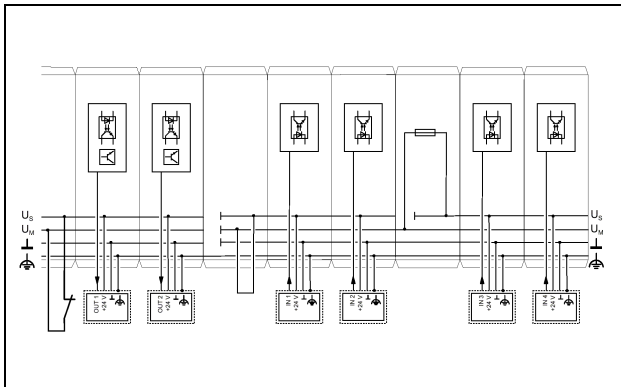 U_S
U_M
U_S
U_M
OUT 1
+24 V
OUT 2
+24 V
IN 1
+24 V
IN 2
+24 V
IN 3
+24 V
IN 4
+24 V